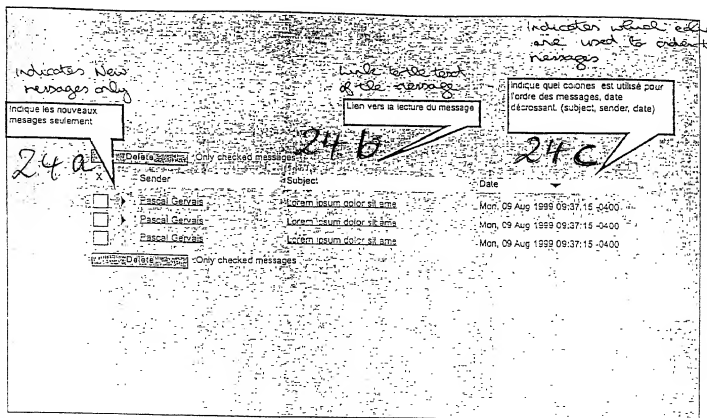 Indicates which colu
are used to order t
messages
Indicates New
messages only
Link to the text
of the message
Indique les nouveaux
mesages seulement
Lien vers la lecture du message
Indique quel colones est utilisé pour
l'ordre des messages, date
décrossant. (subject, sender, date)
24 a
24 b
24 c
Delete Only checked messages
x Sender Subject Date
Pascal Gervais Lorem ipsum dolor sit ame Mon, 09 Aug 1999 09:37:15 -0400
Pascal Gervais Lorem ipsum dolor sit ame Mon, 09 Aug 1999 09:37:15 -0400
Pascal Gervais Lorem ipsum dolor sit ame Mon, 09 Aug 1999 09:37:15 -0400
Delete Only checked messages